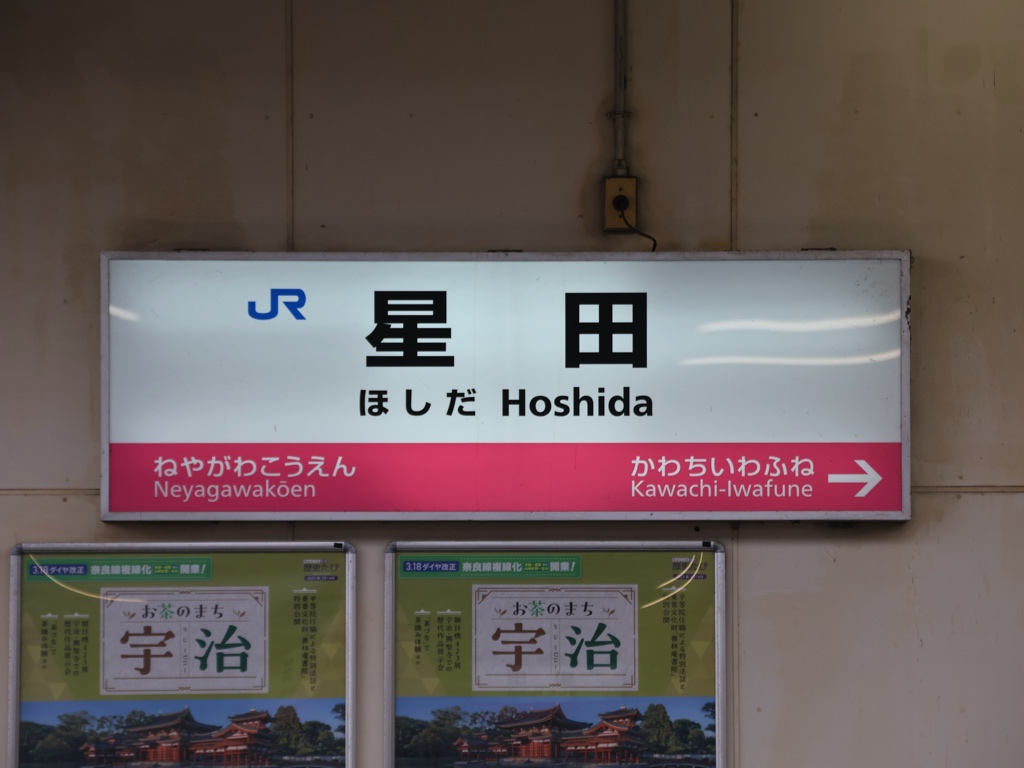 JR
星田
ほしだ Hoshida
ねやがわこうえん
Neyagawakōen
かわちいわふね
Kawachi-Iwafune
3.18ダイヤ改正 奈良線複線化 開業!
お茶のまち
宇治
3.18ダイヤ改正 奈良線複線化 開業!
お茶のまち
宇治